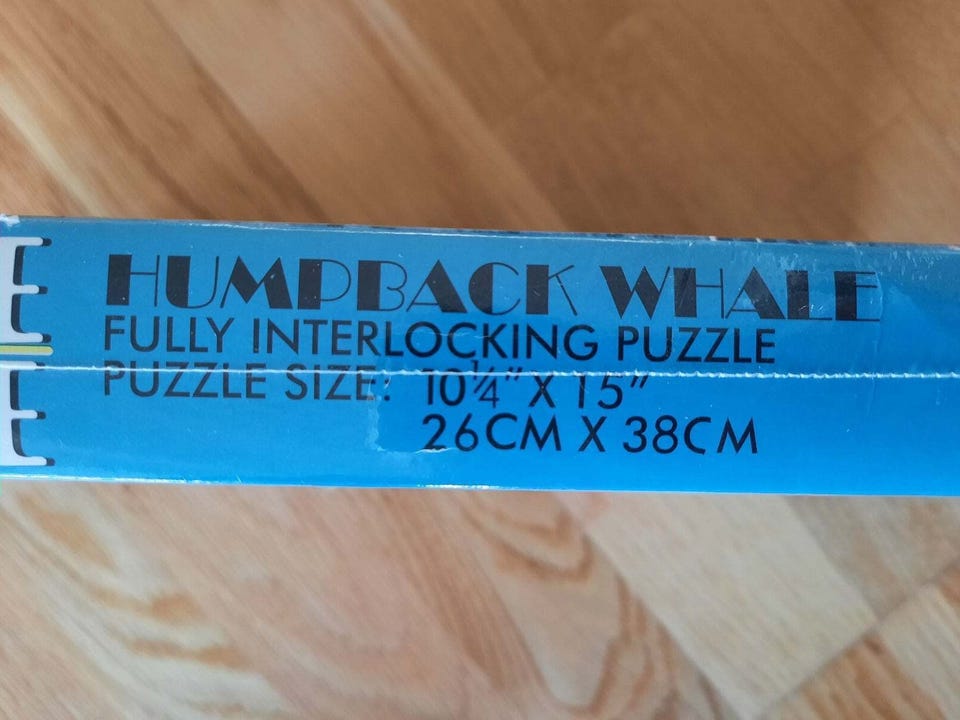 HUMPBACK WHALE
FULLY INTERLOCKING PUZZLE
PUZZLE SIZE: 10¼" X 15"
26CM X 38CM